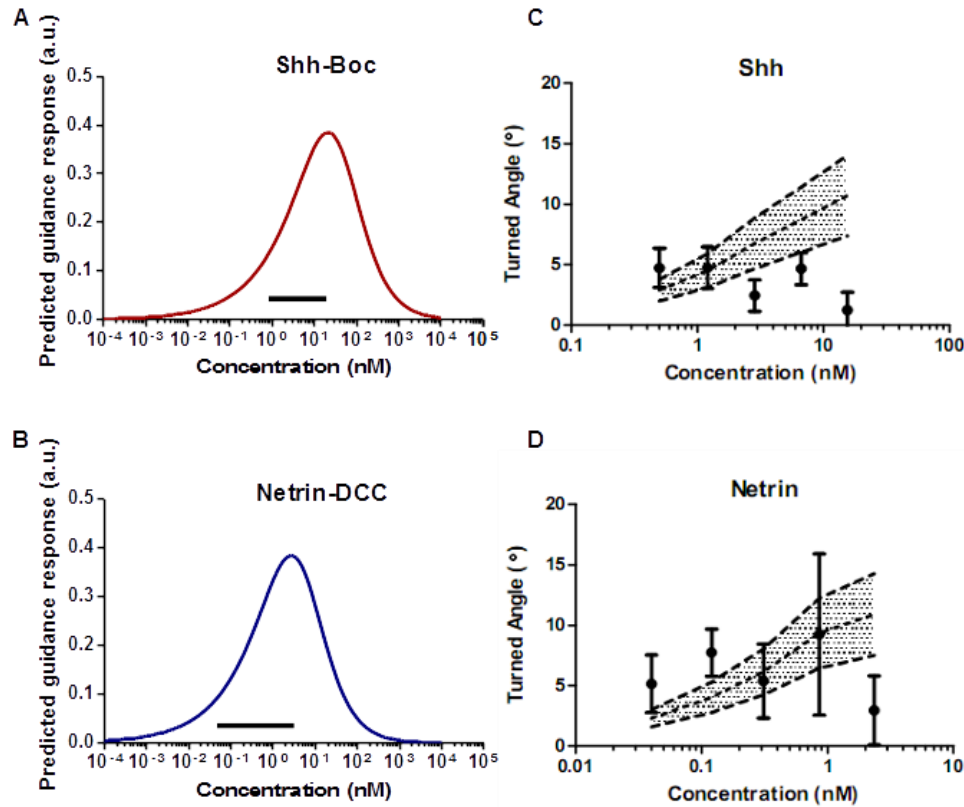 A
Shh-Boc
Predicted guidance response (a.u.)
0.5
0.4
0.3
0.2
0.1
0.0
10⁻⁴ 10⁻³ 10⁻² 10⁻¹ 10⁰ 10¹ 10² 10³ 10⁴ 10⁵
Concentration (nM)
C
Shh
Turned Angle (°)
20
15
10
5
0
0.1 1 10 100
Concentration (nM)
B
Netrin-DCC
Predicted guidance response (a.u.)
0.5
0.4
0.3
0.2
0.1
0.0
10⁻⁴ 10⁻³ 10⁻² 10⁻¹ 10⁰ 10¹ 10² 10³ 10⁴ 10⁵
Concentration (nM)
D
Netrin
Turned Angle (°)
20
15
10
5
0
0.01 0.1 1 10
Concentration (nM)